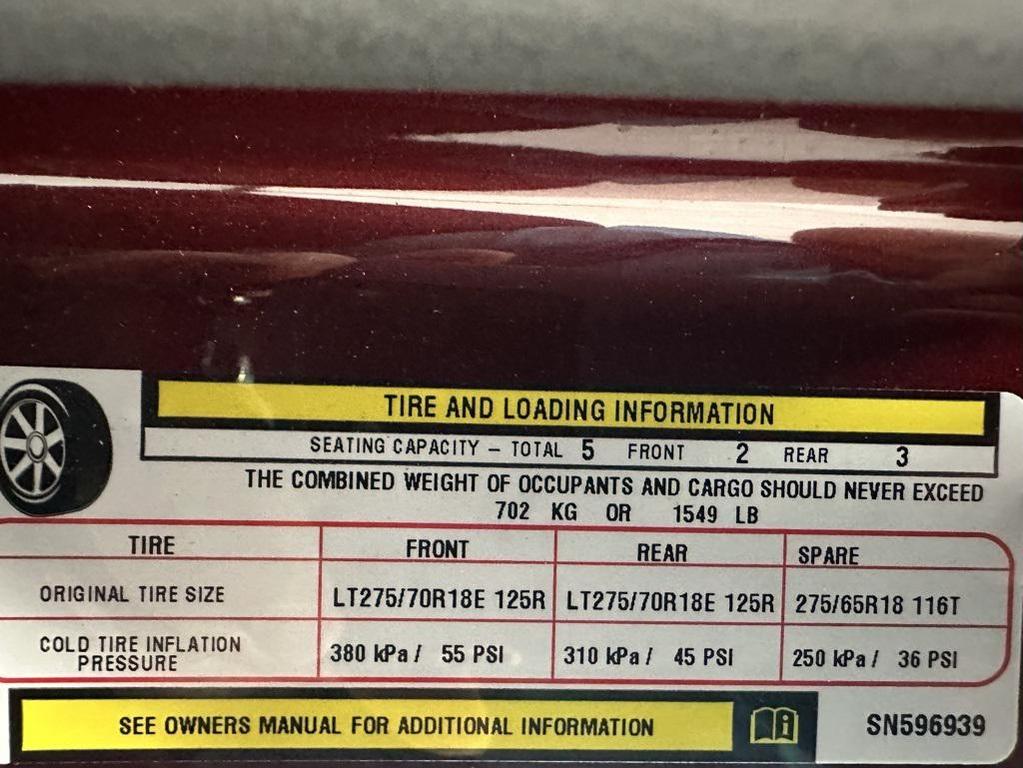 TIRE AND LOADING INFORMATION
SEATING CAPACITY – TOTAL 5 FRONT 2 REAR 3
THE COMBINED WEIGHT OF OCCUPANTS AND CARGO SHOULD NEVER EXCEED
702 KG OR 1549 LB
TIRE FRONT REAR SPARE
ORIGINAL TIRE SIZE LT275/70R18E 125R LT275/70R18E 125R 275/65R18 116T
COLD TIRE INFLATION
PRESSURE 380 kPa / 55 PSI 310 kPa / 45 PSI 250 kPa / 36 PSI
SEE OWNERS MANUAL FOR ADDITIONAL INFORMATION
SN596939